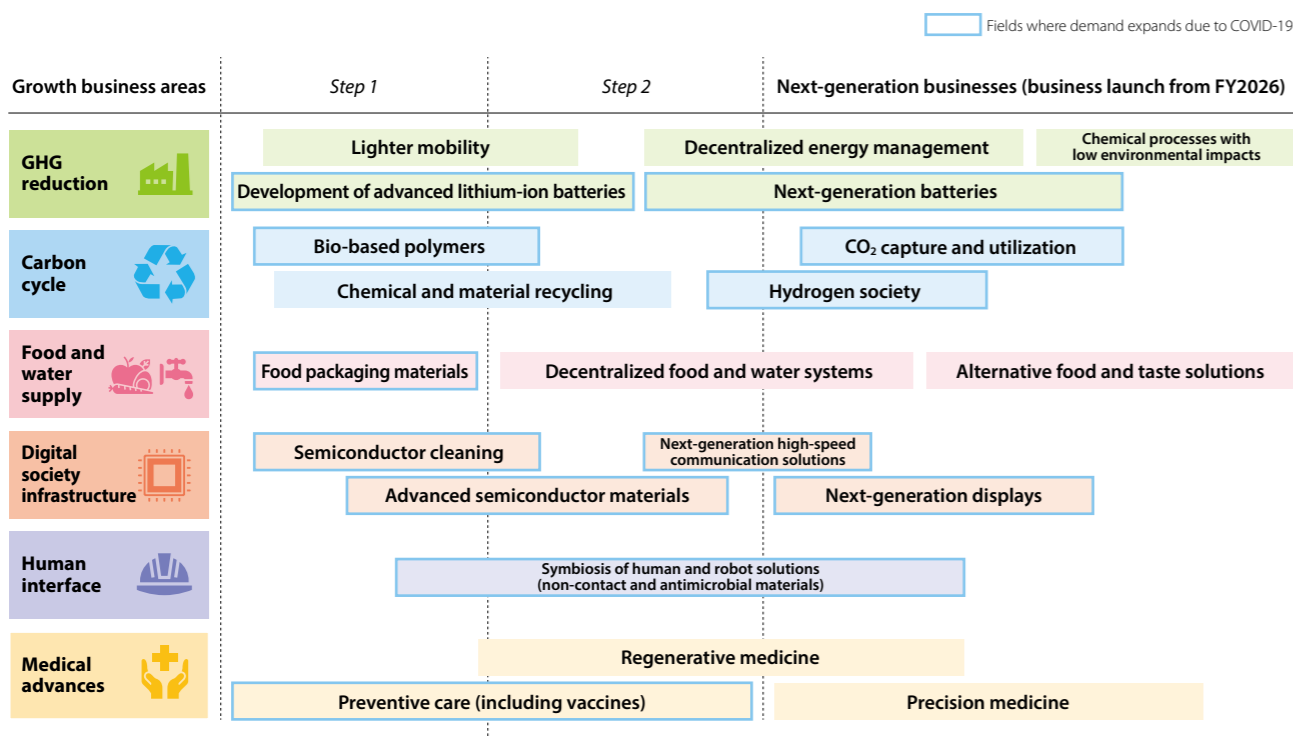 Fields where demand expands due to COVID-19
Growth business areas
Step 1
Step 2
Next-generation businesses (business launch from FY2026)
GHG
reduction
Lighter mobility
Decentralized energy management
Chemical processes with
low environmental impacts
Development of advanced lithium-ion batteries
Next-generation batteries
Carbon
cycle
Bio-based polymers
CO₂ capture and utilization
Chemical and material recycling
Hydrogen society
Food and
water
supply
Food packaging materials
Decentralized food and water systems
Alternative food and taste solutions
Digital
society
infrastructure
Semiconductor cleaning
Next-generation high-speed
communication solutions
Advanced semiconductor materials
Next-generation displays
Human
interface
Symbiosis of human and robot solutions
(non-contact and antimicrobial materials)
Medical
advances
Regenerative medicine
Preventive care (including vaccines)
Precision medicine